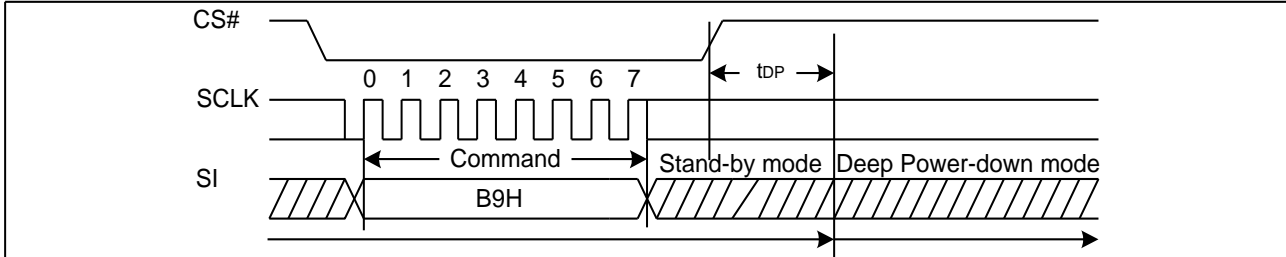 CS#
tDP
0 1 2 3 4 5 6 7
SCLK
Command
Stand-by mode Deep Power-down mode
SI
B9H